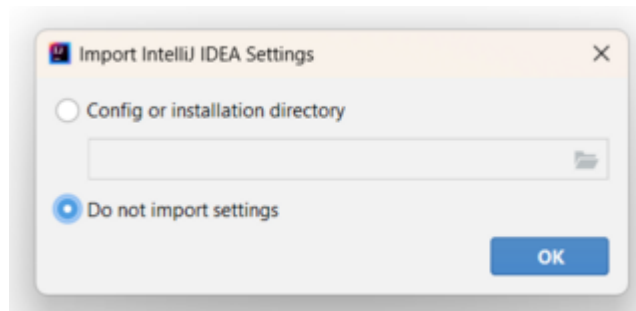 Import IntelliJ IDEA Settings
Config or installation directory
Do not import settings
OK